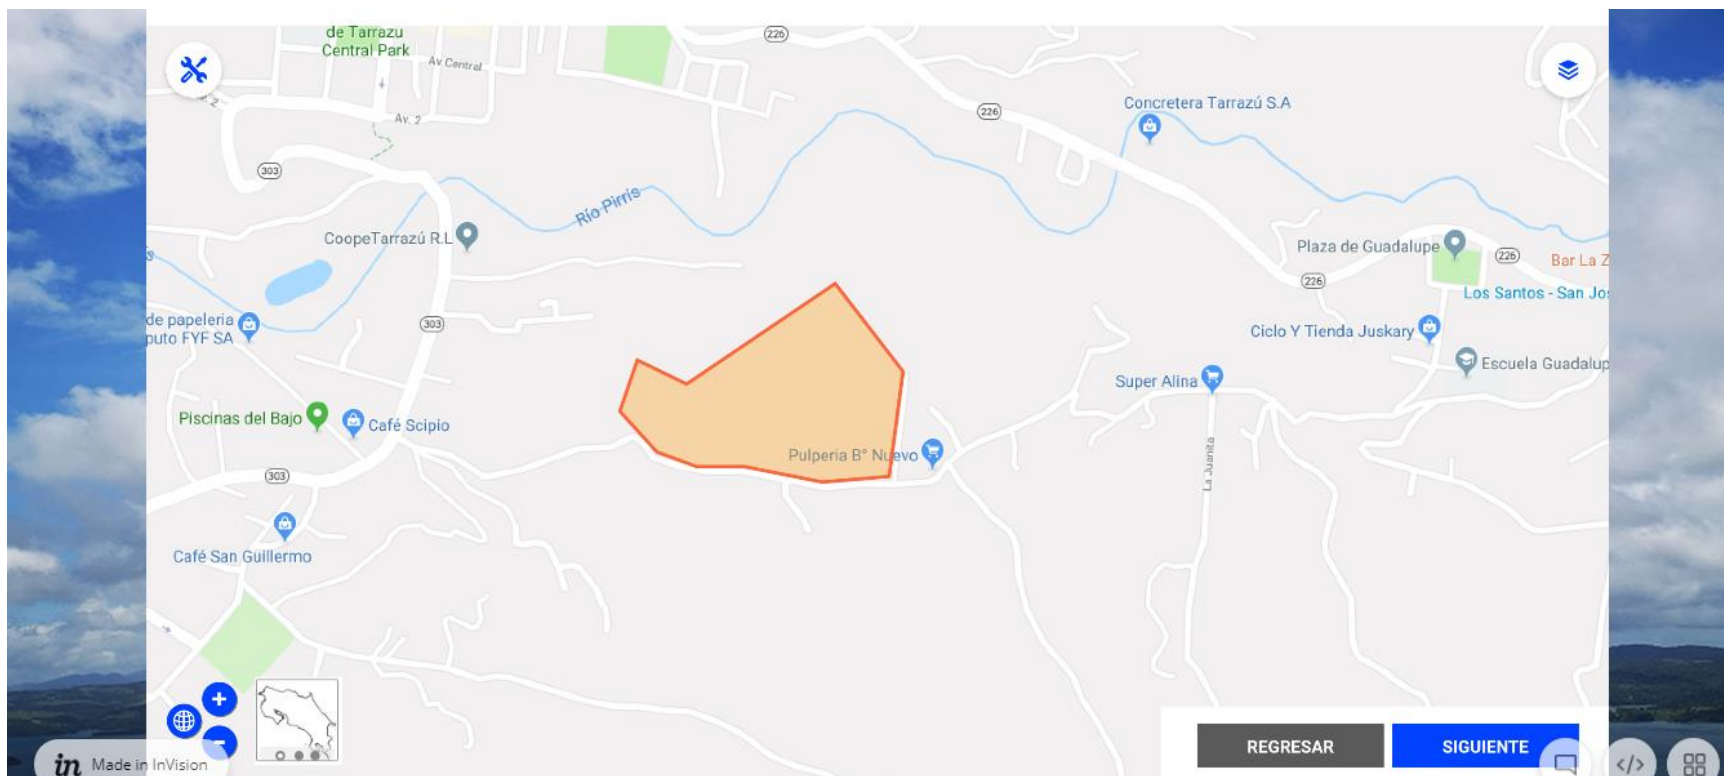 de Tarrazu
Central Park
Av Central
226
Av. 2
226
Concretera Tarrazú S.A
303
Río Pirrís
CoopeTarrazú R.L
Plaza de Guadalupe
226
Bar La Z
226
Los Santos - San Jos
de papeleria
puto FYF SA
303
Ciclo Y Tienda Juskary
Escuela Guadalup
Super Alina
Piscinas del Bajo
Café Scipio
Pulperia B° Nuevo
La Juanita
303
Café San Guillermo
+
-
REGRESAR
SIGUIENTE
in Made in InVision
</>